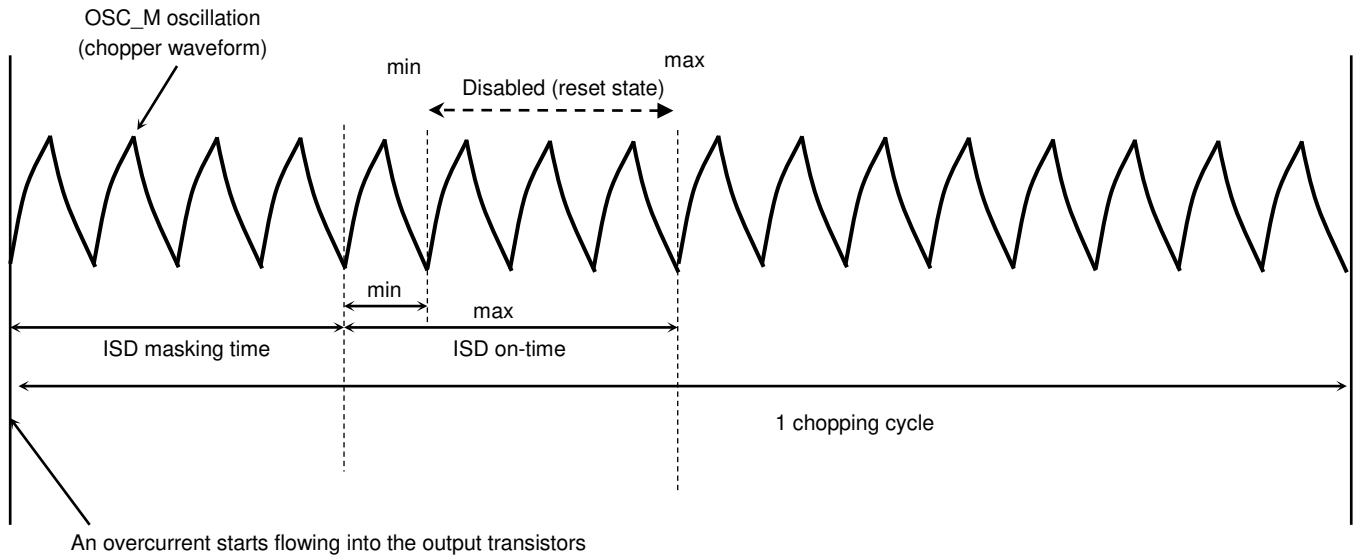 OSC_M oscillation
(chopper waveform)
min
max
Disabled (reset state)
min
max
ISD masking time
ISD on-time
1 chopping cycle
An overcurrent starts flowing into the output transistors